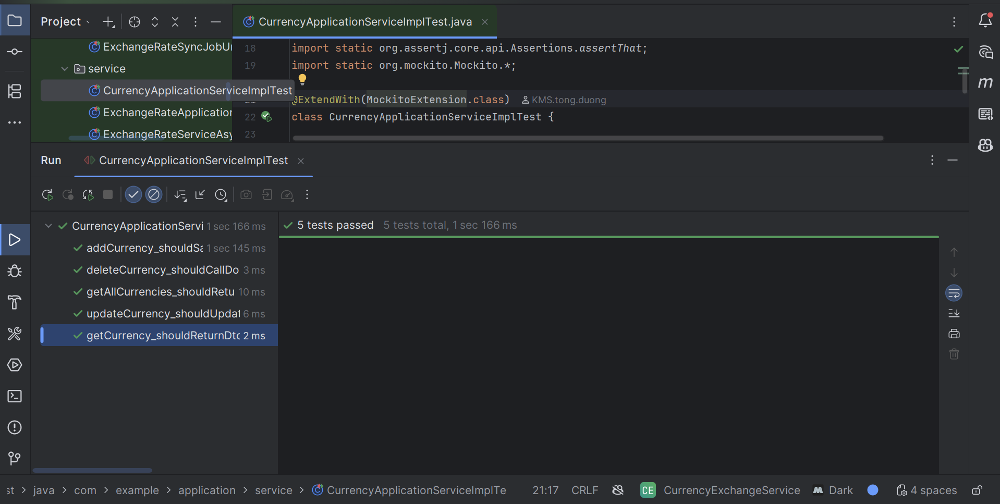 Project
CurrencyApplicationServiceImplTest.java
ExchangeRateSyncJobU
service
CurrencyApplicationServiceImplTest
ExchangeRateApplication
ExchangeRateServiceAsy
18 import static org.assertj.core.api.Assertions.assertThat;
19 import static org.mockito.Mockito.*;
@ExtendWith(MockitoExtension.class) KMS.tong.duong
22 class CurrencyApplicationServiceImplTest {
23
Run CurrencyApplicationServiceImplTest
CurrencyApplicationServi 1 sec 166 ms
addCurrency_shouldSa 1 sec 145 ms
deleteCurrency_shouldCallDo 3 ms
getAllCurrencies_shouldRetu 10 ms
updateCurrency_shouldUpdat 6 ms
getCurrency_shouldReturnDto 2 ms
5 tests passed 5 tests total, 1 sec 166 ms
m
st > java > com > example > application > service > CurrencyApplicationServiceImplTe 21:17 CRLF CE CurrencyExchangeService Dark 4 spaces